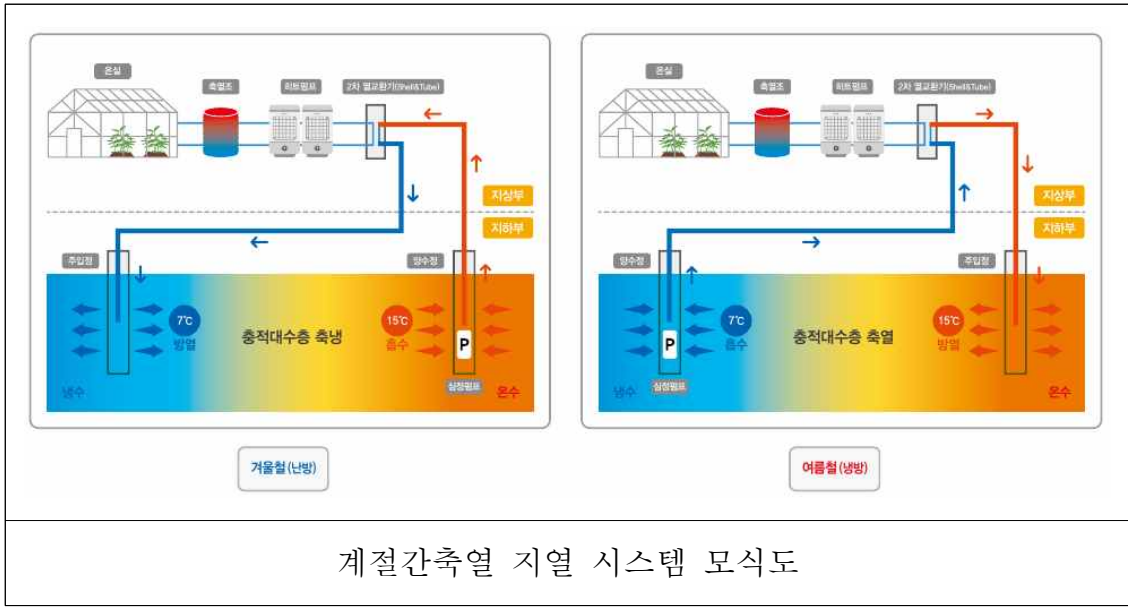 온실
축열조
히트펌프
2차 열교환기(Shell&Tube)
지상부
지하부
주입정
양수정
7℃
방열
충적대수층 축냉
15℃
흡수
P
냉수
심정펌프
온수
겨울철(난방)
온실
축열조
히트펌프
2차 열교환기(Shell&Tube)
지상부
지하부
양수정
주입정
7℃
흡수
충적대수층 축열
15℃
방열
P
냉수
심정펌프
온수
여름철(냉방)
계절간축열 지열 시스템 모식도